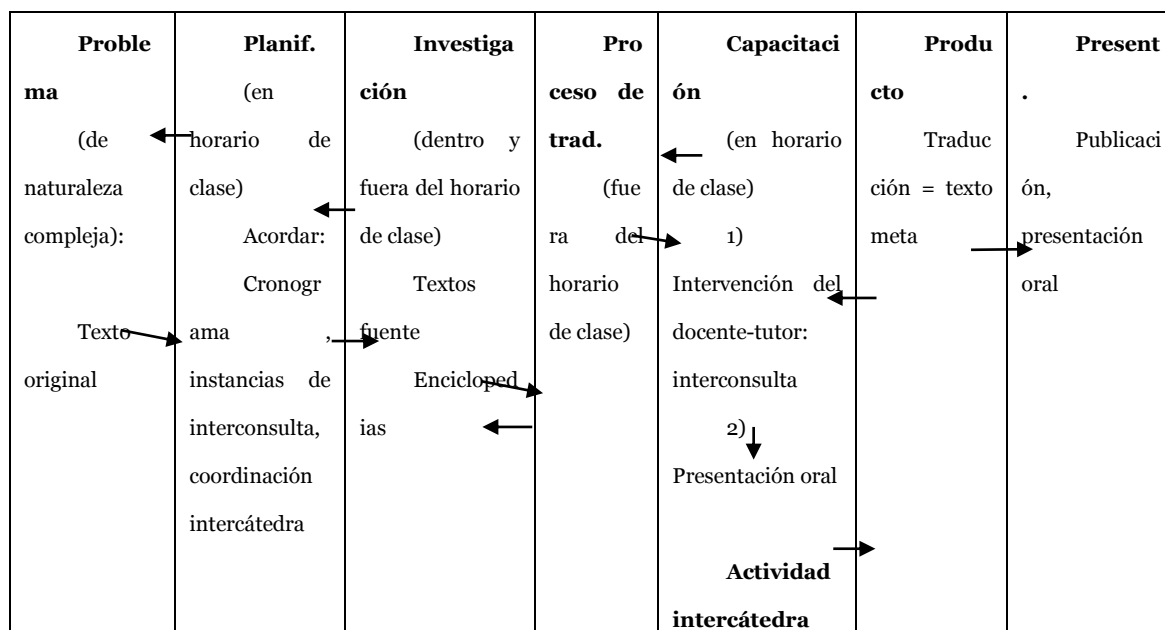 Proble
ma
(de
naturaleza
compleja):
Texto
original
Planif.
(en
horario de
clase)
Acordar:
Cronogr
ama ,
instancias de
interconsulta,
coordinación
intercátedra
Investiga
ción
(dentro y
fuera del horario
de clase)
Textos
fuente
Encicloped
ias
Pro
ceso de
trad.
(fue
ra del
horario
de clase)
Capacitaci
ón
(en horario
de clase)
1)
Intervención del
docente-tutor:
interconsulta
2)
Presentación oral
Actividad
intercátedra
Produ
cto
Traduc
ción = texto
meta
Present
.
Publicaci
ón,
presentación
oral